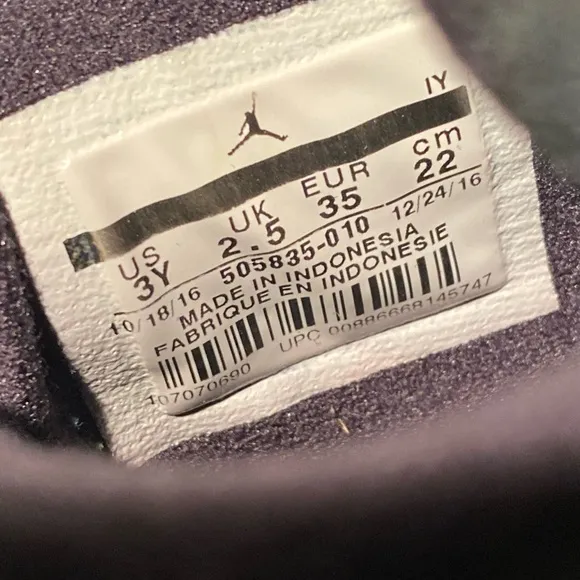 IY
US UK EUR cm
3Y 2.5 35 22
10/18/16 505835-010 12/24/16
MADE IN INDONESIA
FABRIQUE EN INDONESIE
107070690 UPC 00886668145747